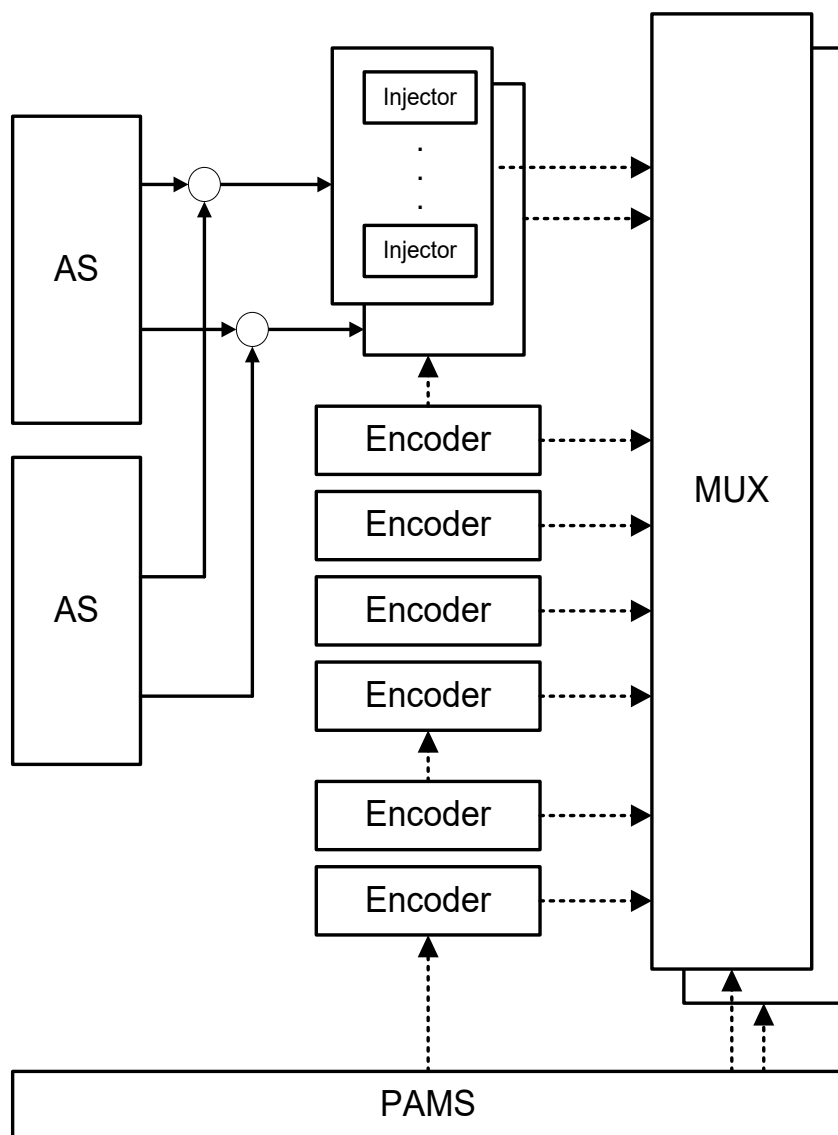 Injector
.
.
.
Injector
AS
AS
Encoder
Encoder
Encoder
Encoder
Encoder
Encoder
MUX
PAMS